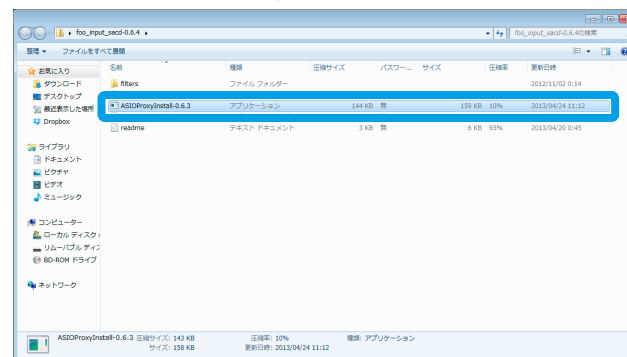 foo_input_sacd-0.6.4
foo_input_sacd-0.6.4の検索
整理 ファイルをすべて展開
お気に入り
ダウンロード
デスクトップ
最近表示した場所
Dropbox
ライブラリ
ドキュメント
ピクチャ
ビデオ
ミュージック
コンピューター
ローカル ディスク
リムーバブル ディス
BD-ROM ドライブ
ネットワーク
名前 種類 圧縮サイズ パスワー... サイズ 圧縮率 更新日時
filters ファイル フォルダー 2012/11/02 0:14
ASIOProxyInstall-0.6.3 アプリケーション 144 KB 無 159 KB 10% 2013/04/24 11:12
readme テキスト ドキュメント 3 KB 無 6 KB 65% 2013/04/20 0:45
ASIOProxyInstall-0.6.3 圧縮サイズ: 143 KB 圧縮率: 10% 種類: アプリケーション
サイズ: 158 KB 更新日時: 2013/04/24 11:12